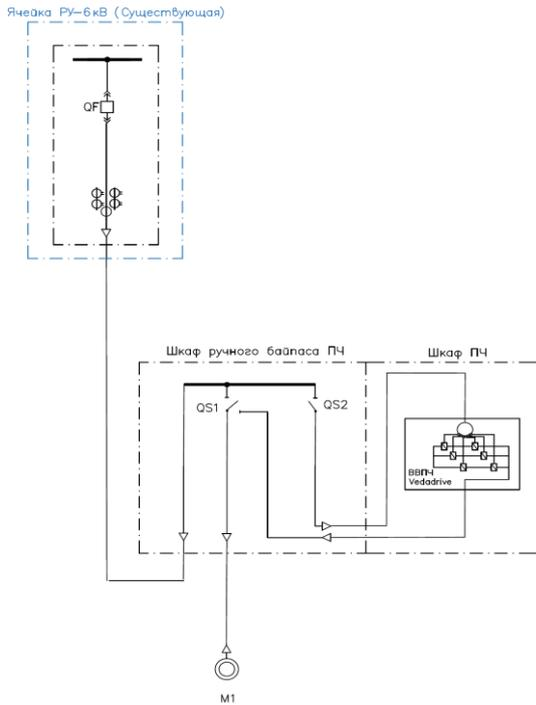 Ячейка РУ-6кВ (Существующая)
QF
Шкаф ручного байпаса ПЧ
Шкаф ПЧ
QS1
QS2
ВВПЧ
Vedadrive
M1